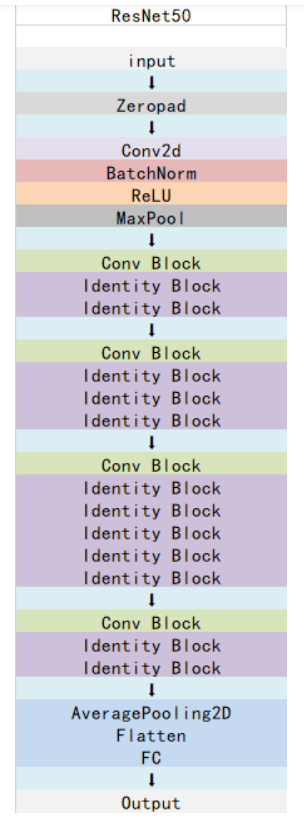 ResNet50
input
⬇
Zeropad
⬇
Conv2d
BatchNorm
ReLU
MaxPool
⬇
Conv Block
Identity Block
Identity Block
⬇
Conv Block
Identity Block
Identity Block
Identity Block
⬇
Conv Block
Identity Block
Identity Block
Identity Block
Identity Block
Identity Block
⬇
Conv Block
Identity Block
Identity Block
⬇
AveragePooling2D
Flatten
FC
⬇
Output